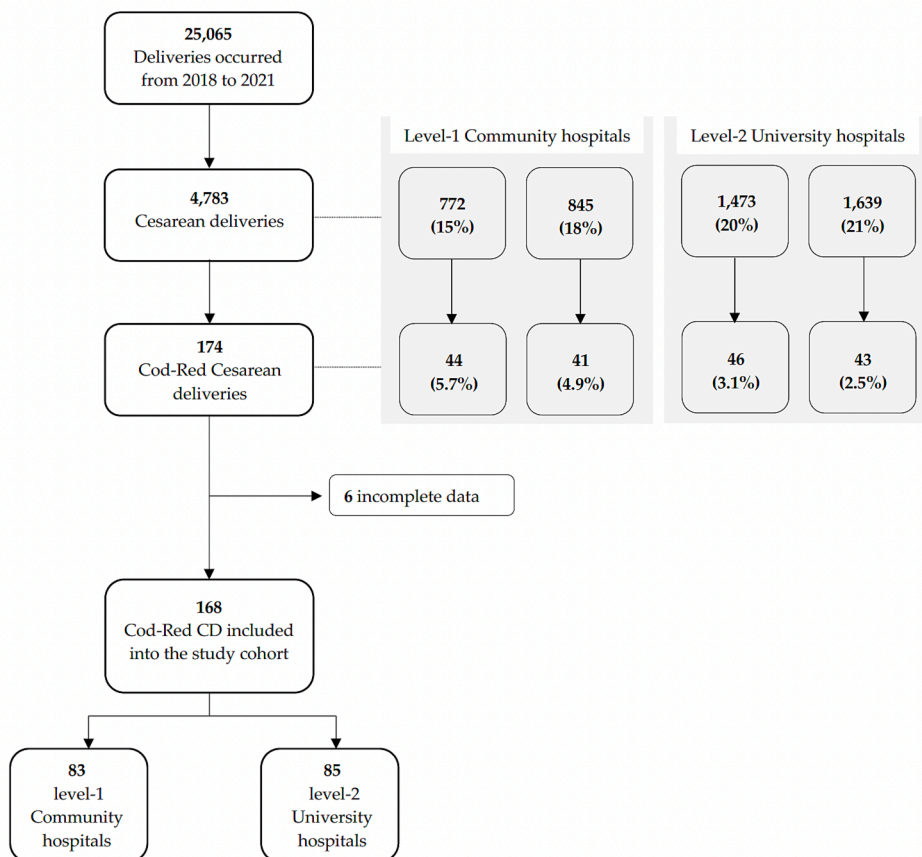 25,065
Deliveries occurred
from 2018 to 2021
Level-1 Community hospitals
Level-2 University hospitals
4,783
Cesarean deliveries
772
(15%)
845
(18%)
1,473
(20%)
1,639
(21%)
174
Cod-Red Cesarean
deliveries
44
(5.7%)
41
(4.9%)
46
(3.1%)
43
(2.5%)
6 incomplete data
168
Cod-Red CD included
into the study cohort
83
level-1
Community
hospitals
85
level-2
University
hospitals